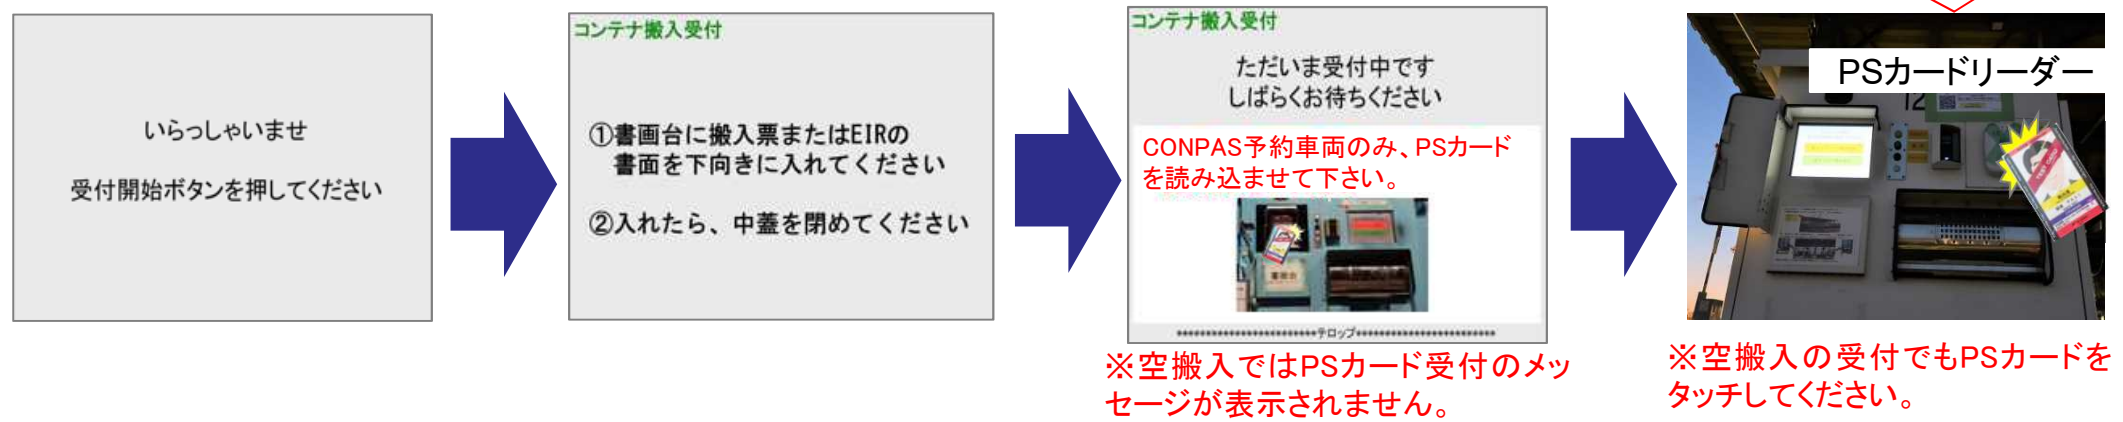 いらっしゃいませ
受付開始ボタンを押してください
コンテナ搬入受付
①書画台に搬入票またはEIRの
書面を下向きに入れてください
②入れたら、中蓋を閉めてください
コンテナ搬入受付
ただいま受付中です
しばらくお待ちください
CONPAS予約車両のみ、PSカード
を読み込ませて下さい。
書画台
************************テロップ************************
※空搬入ではPSカード受付のメッ
セージが表示されません。
PSカードリーダー
12
※空搬入の受付でもPSカードを
タッチしてください。